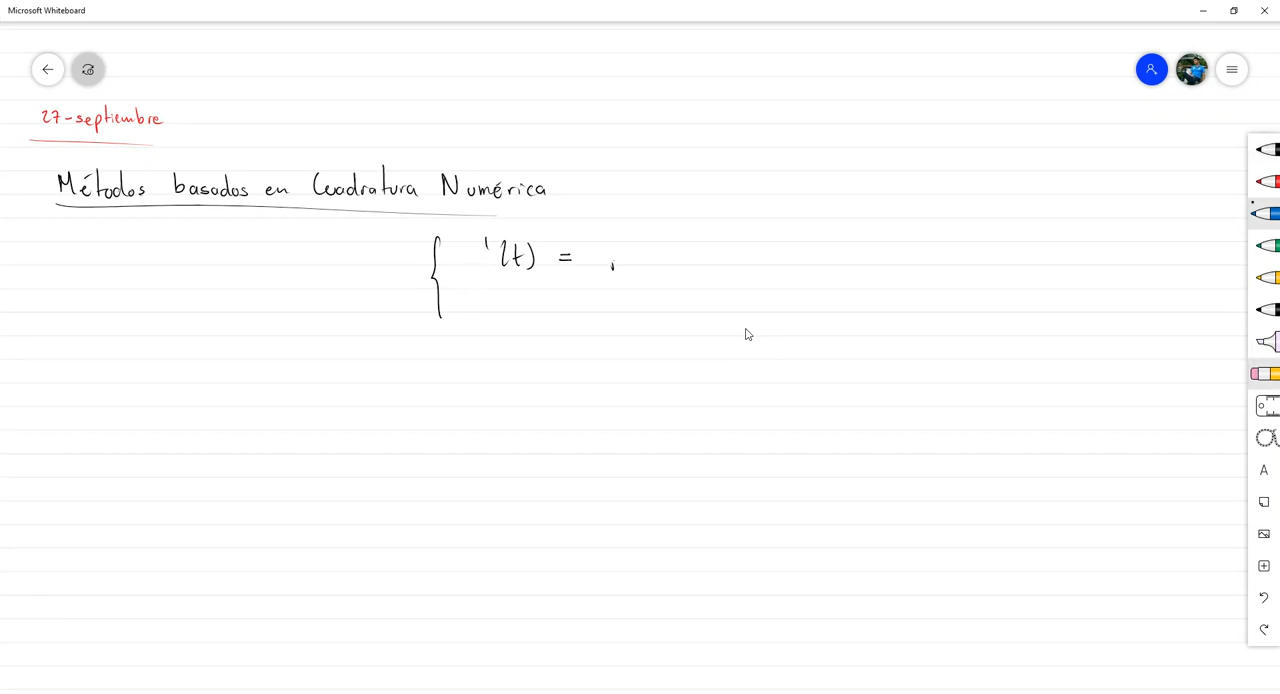 Microsoft Whiteboard
27-septiembre
Métodos basados en Cuadratura Numérica
{ '(t) =
A